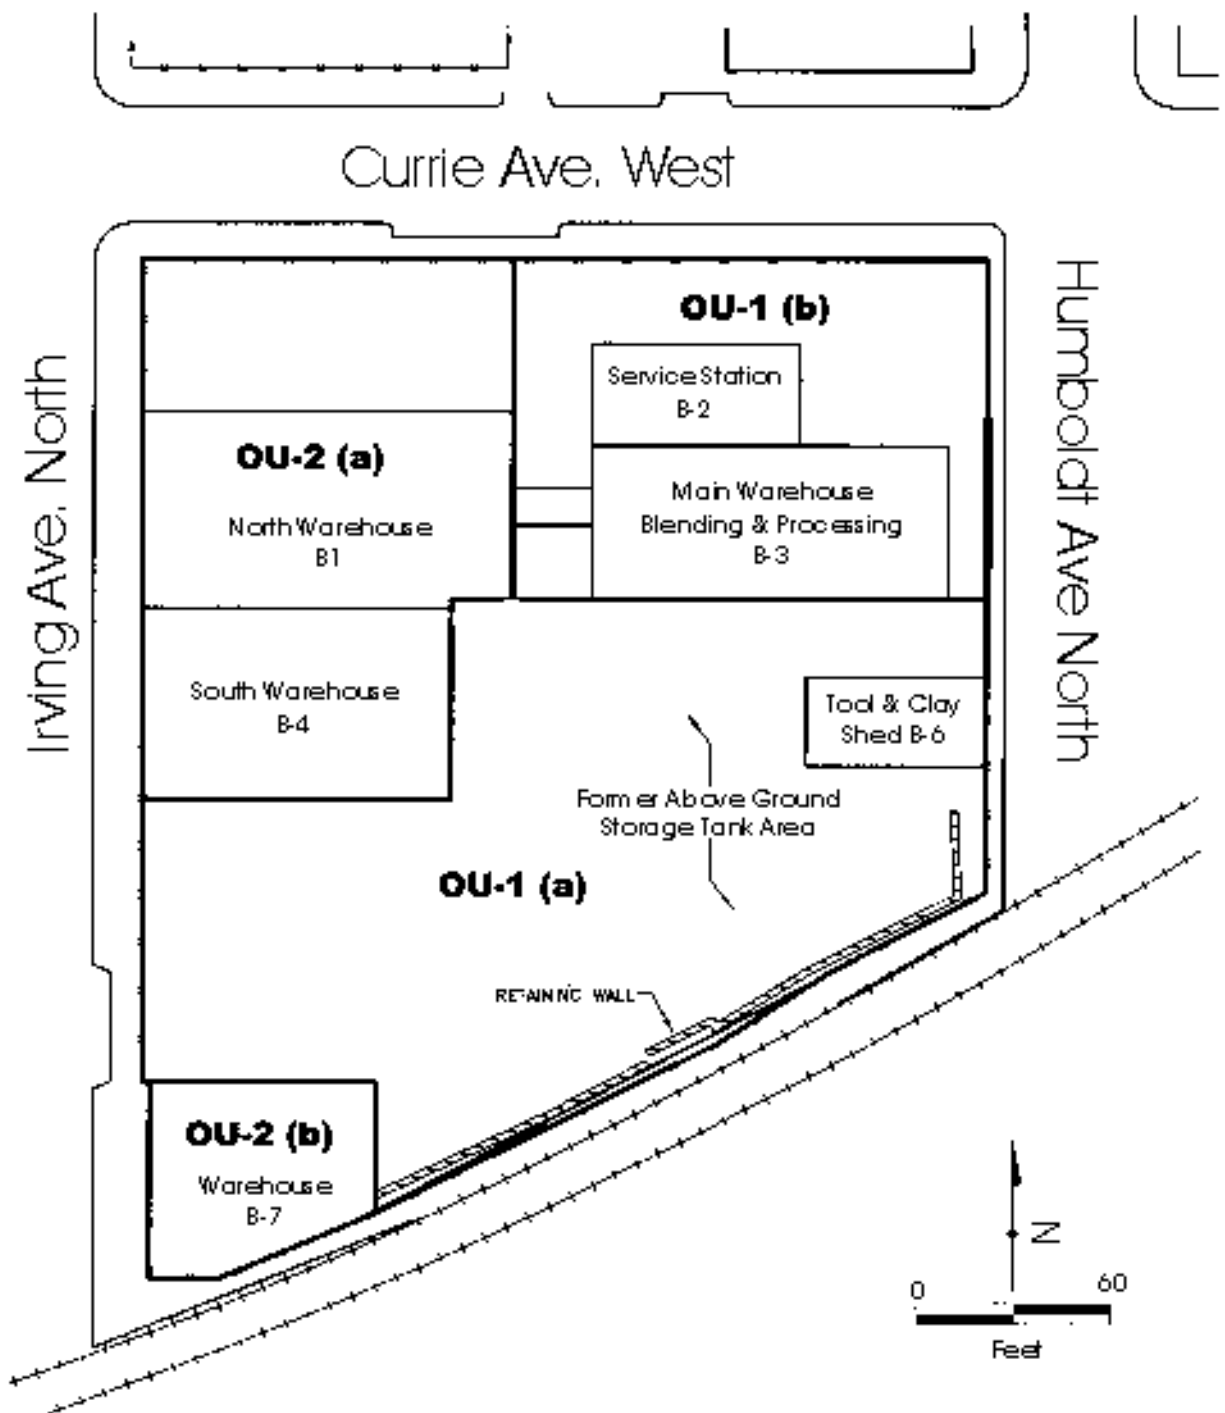 Currie Ave. West
Irving Ave. North
Humboldt Ave North
OU-1 (b)
Service Station
B-2
OU-2 (a)
North Warehouse
B1
Main Warehouse
Blending & Processing
B-3
South Warehouse
B-4
Tool & Clay
Shed B-6
Former Above Ground
Storage Tank Area
OU-1 (a)
RETAINING WALL
OU-2 (b)
Warehouse
B-7
N
0 60
Feet